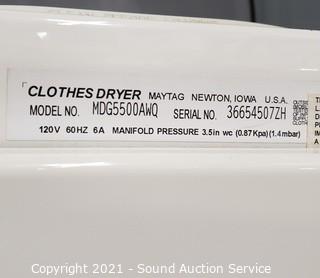 CLOTHES DRYER MAYTAG NEWTON, IOWA U.S.A.
MODEL NO. MDG5500AWQ SERIAL NO. 36654507ZH
120V 60HZ 6A MANIFOLD PRESSURE 3.5in wc (0.87Kpa)(1.4mbar)
Copyright 2021 - Sound Auction Service